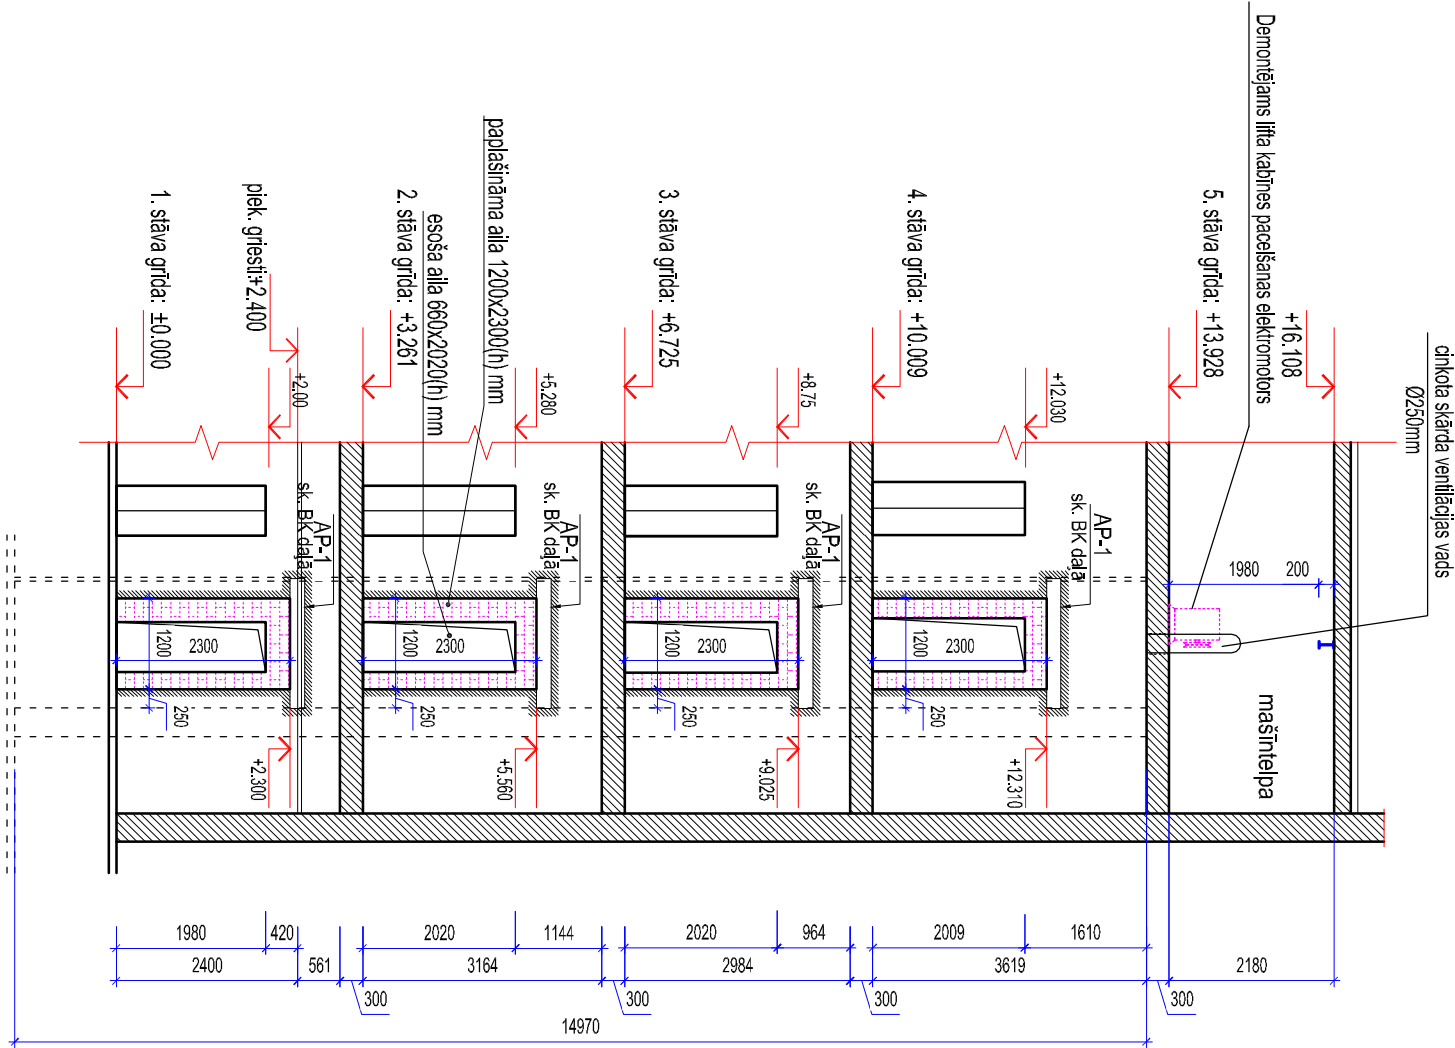 Demontējams lifta kabīnes pacelšanas elektromotors
cinkota skārda ventilācijas vads
Ø250mm
+16.108
5. stāva grīda: +13.928
4. stāva grīda: +10.009
3. stāva grīda: +6.725
2. stāva grīda: +3.261
1. stāva grīda: ±0.000
piek. griesti:+2.400
paplašināma aila 1200x2300(h) mm
esoša aila 660x2020(h) mm
+2.00
+5.280
+8.75
+12.030
AP-1
sk. BK daļā
AP-1
sk. BK daļā
AP-1
sk. BK daļā
AP-1
sk. BK daļā
1980
200
1200
2300
250
1200
2300
250
1200
2300
250
1200
2300
250
+2.300
+5.560
+9.025
+12.310
mašīntelpa
1980
420
2020
1144
2020
964
2009
1610
2400
561
3164
2984
3619
2180
300
300
300
300
14970